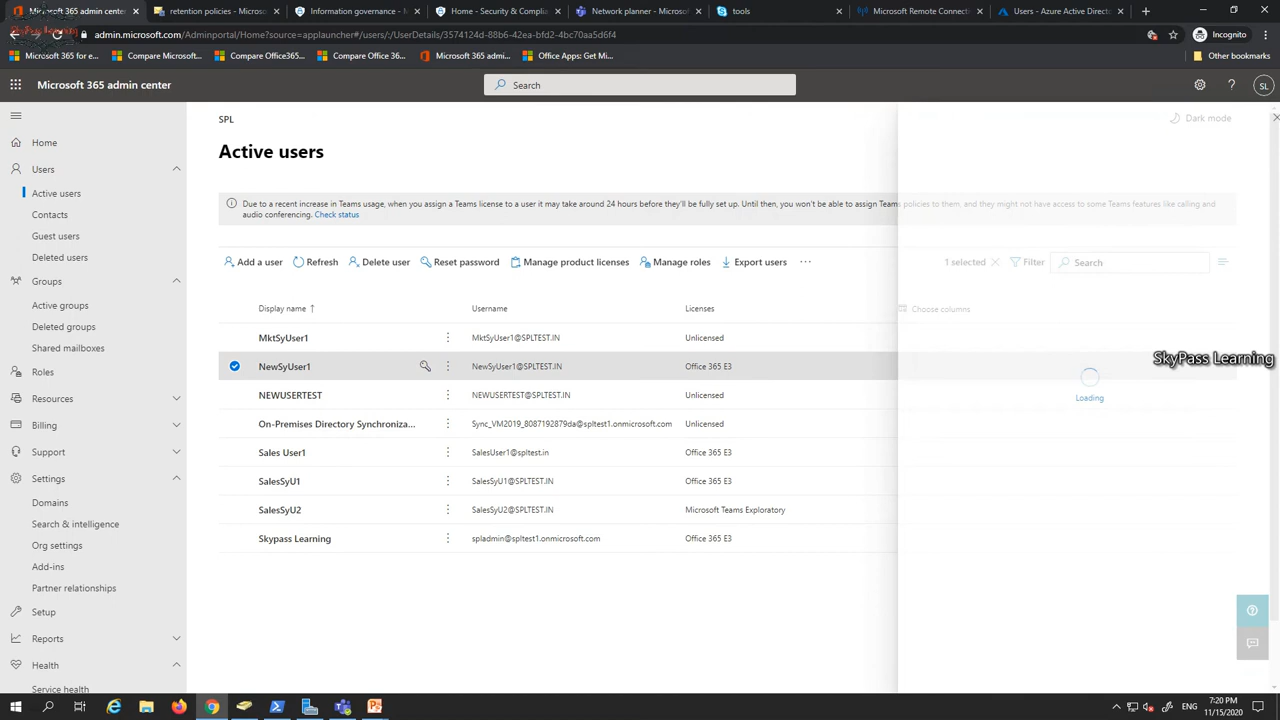 Microsoft 365 admin center
retention policies - Microsoft
Information governance - M
Home - Security & Complian
Network planner - Microsof
tools
Microsoft Remote Connecti
Users - Azure Active Director
SkyPass Learning
admin.microsoft.com/Adminportal/Home?source=applauncher#/users/:/UserDetails/3574124d-88b6-42ea-bfd2-4bc70aa5d6f4
Incognito
Microsoft 365 for e...
Compare Microsoft...
Compare Office365...
Compare Office 36...
Microsoft 365 admi...
Office Apps: Get Mi...
Other bookmarks
Microsoft 365 admin center
Search
SL
SPL
Dark mode
Home
Active users
Users
Active users
Contacts
Guest users
Deleted users
Groups
Active groups
Deleted groups
Shared mailboxes
Roles
Resources
Billing
Support
Settings
Domains
Search & intelligence
Org settings
Add-ins
Partner relationships
Setup
Reports
Health
Service health
Due to a recent increase in Teams usage, when you assign a Teams license to a user it may take around 24 hours before they'll be fully set up. Until then, you won't be able to assign Teams policies to them, and they might not have access to some Teams features like calling and
audio conferencing. Check status
Add a user Refresh Delete user Reset password Manage product licenses Manage roles Export users ... 1 selected Filter Search
Display name ↑ Username Licenses Choose columns
MktSyUser1 MktSyUser1@SPLTEST.IN Unlicensed
NewSyUser1 NewSyUser1@SPLTEST.IN Office 365 E3
NEWUSERTEST NEWUSERTEST@SPLTEST.IN Unlicensed
On-Premises Directory Synchroniza... Sync_VM2019_8087192879da@spltest1.onmicrosoft.com Unlicensed
Sales User1 SalesUser1@spltest.in Office 365 E3
SalesSyU1 SalesSyU1@SPLTEST.IN Office 365 E3
SalesSyU2 SalesSyU2@SPLTEST.IN Microsoft Teams Exploratory
Skypass Learning spladmin@spltest1.onmicrosoft.com Office 365 E3
SkyPass Learning
Loading
ENG
7:20 PM
11/15/2020